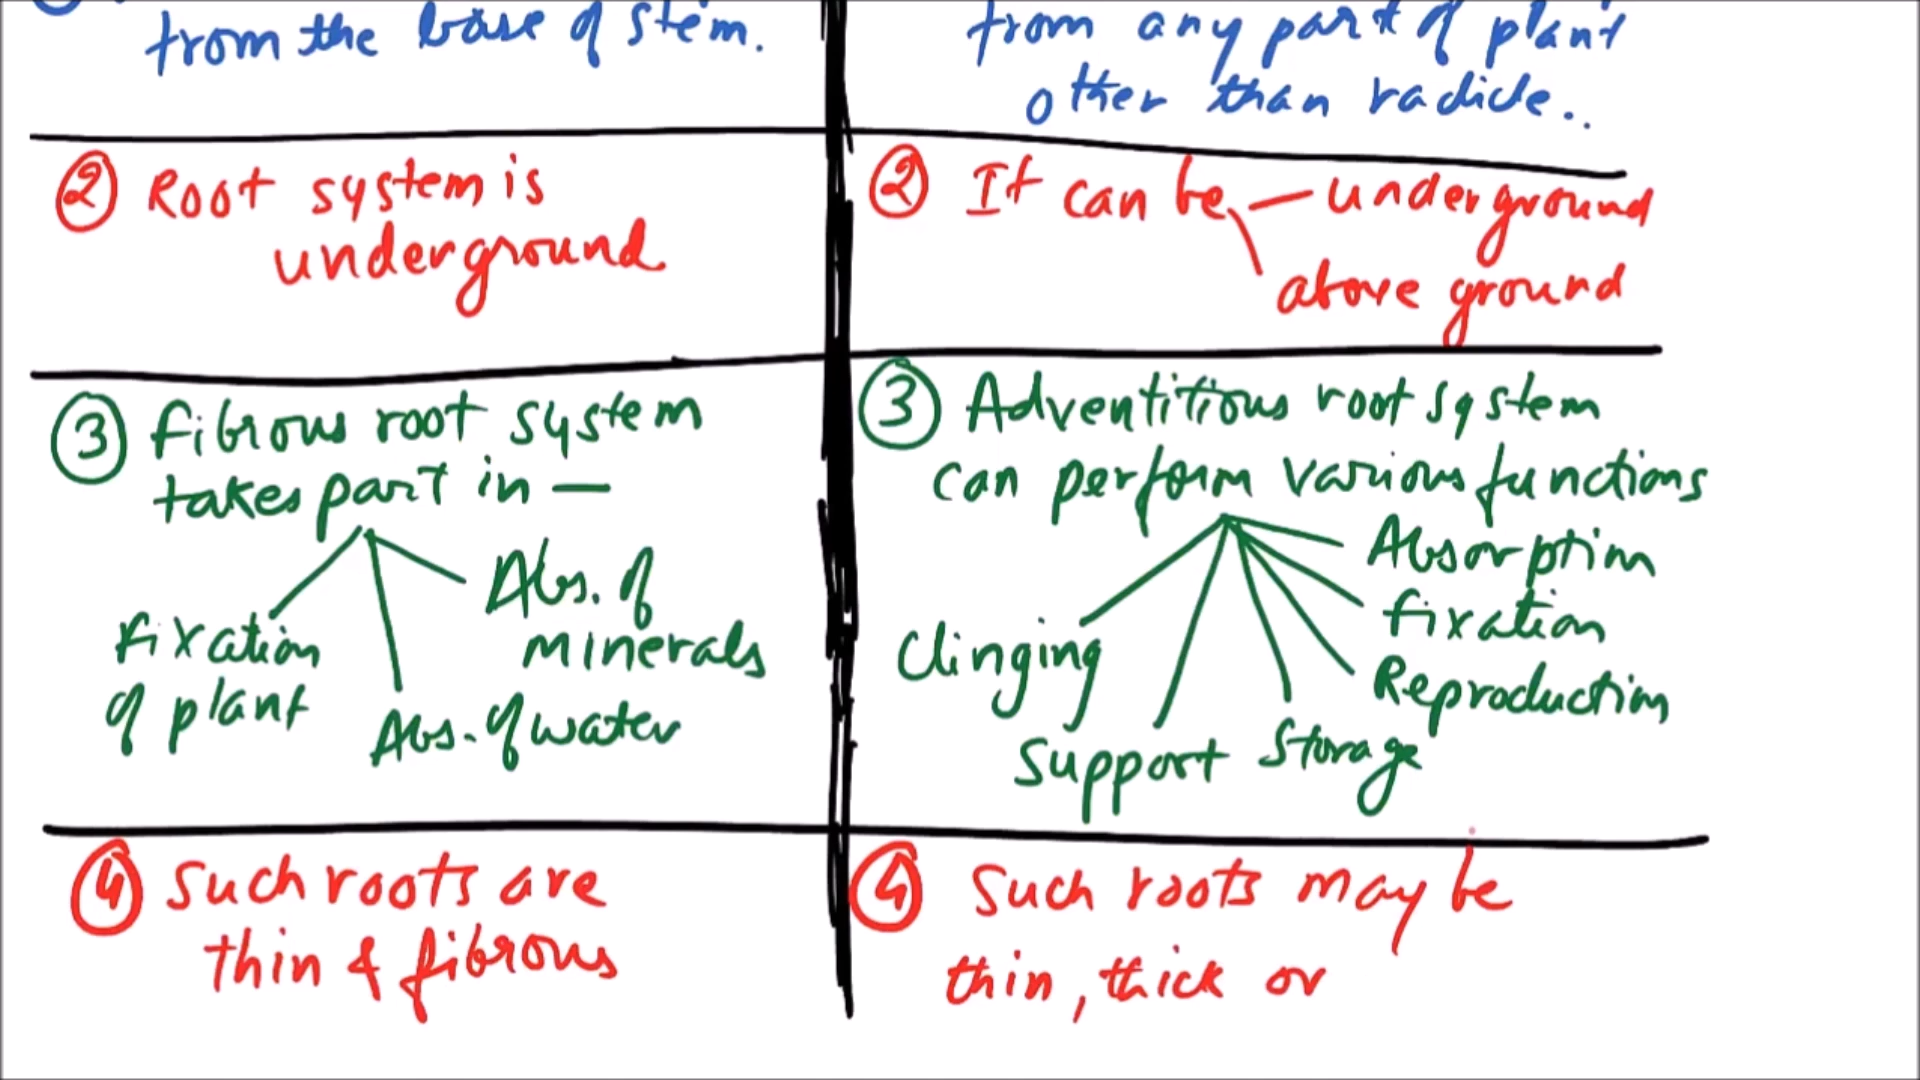 from the base of stem.
from any part of plant
other than radicle..
② Root system is
underground
② It can be — underground
above ground
③ Fibrous root system
takes part in —
Fixation
of plant
Abs. of water
Abs. of
minerals
③ Adventitious root system
can perform various functions
Clinging
Support
Storage
Reproduction
fixation
Absorption
④ Such roots are
thin & fibrous
④ Such roots may be
thin, thick or